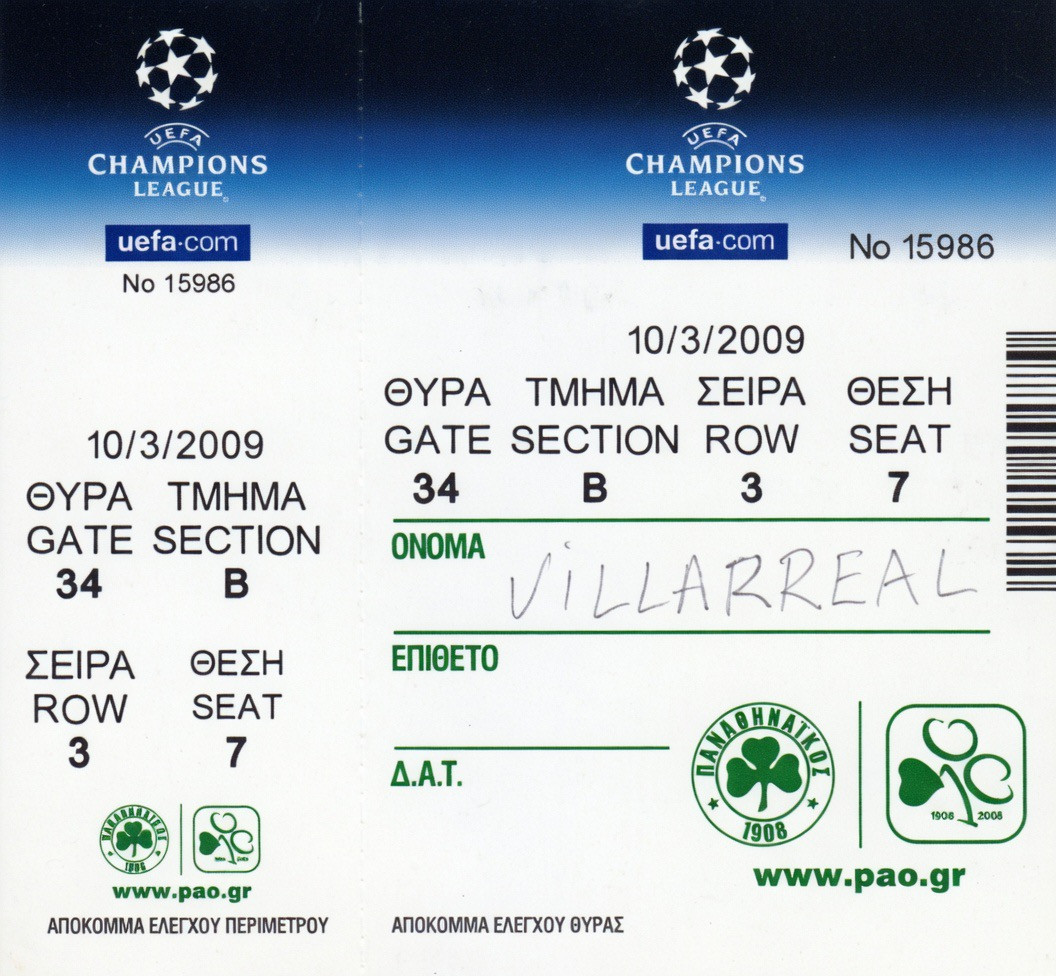 UEFA
CHAMPIONS
LEAGUE
uefa·com
No 15986
10/3/2009
ΘΥΡΑ ΤΜΗΜΑ
GATE SECTION
34 B
ΣΕΙΡΑ ΘΕΣΗ
ROW SEAT
3 7
ΠΑΝΑΘΗΝΑΪΚΟΣ
www.pao.gr
ΑΠΟΚΟΜΜΑ ΕΛΕΓΧΟΥ ΠΕΡΙΜΕΤΡΟΥ
UEFA
CHAMPIONS
LEAGUE
uefa·com
No 15986
10/3/2009
ΘΥΡΑ ΤΜΗΜΑ ΣΕΙΡΑ ΘΕΣΗ
GATE SECTION ROW SEAT
34 B 3 7
ΟΝΟΜΑ VILLARREAL
ΕΠΙΘΕΤΟ
Δ.Α.Τ.
ΠΑΝΑΘΗΝΑΪΚΟΣ
1908
1908 2008
www.pao.gr
ΑΠΟΚΟΜΜΑ ΕΛΕΓΧΟΥ ΘΥΡΑΣ